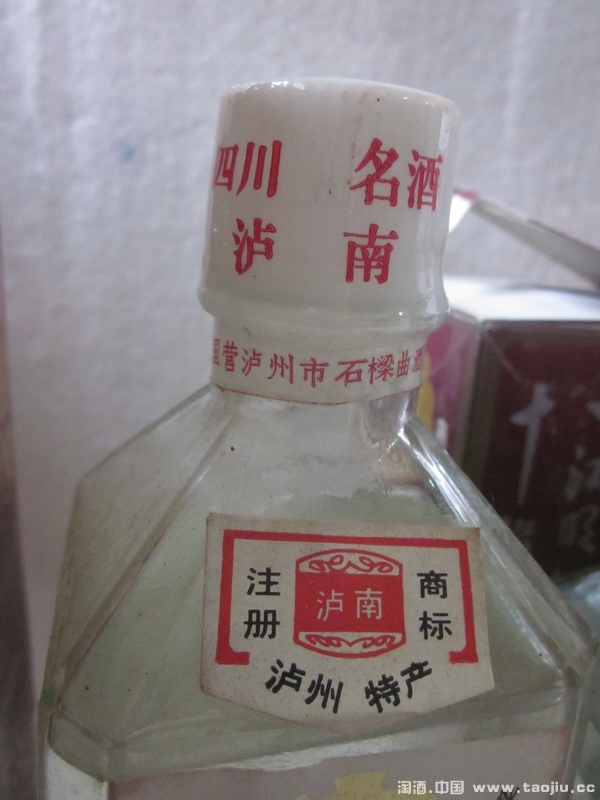 四川 名酒
泸 南
国营泸州市石樑曲酒
注册
泸南
商标
泸州 特产
淘酒.中国 www.taojiu.cc